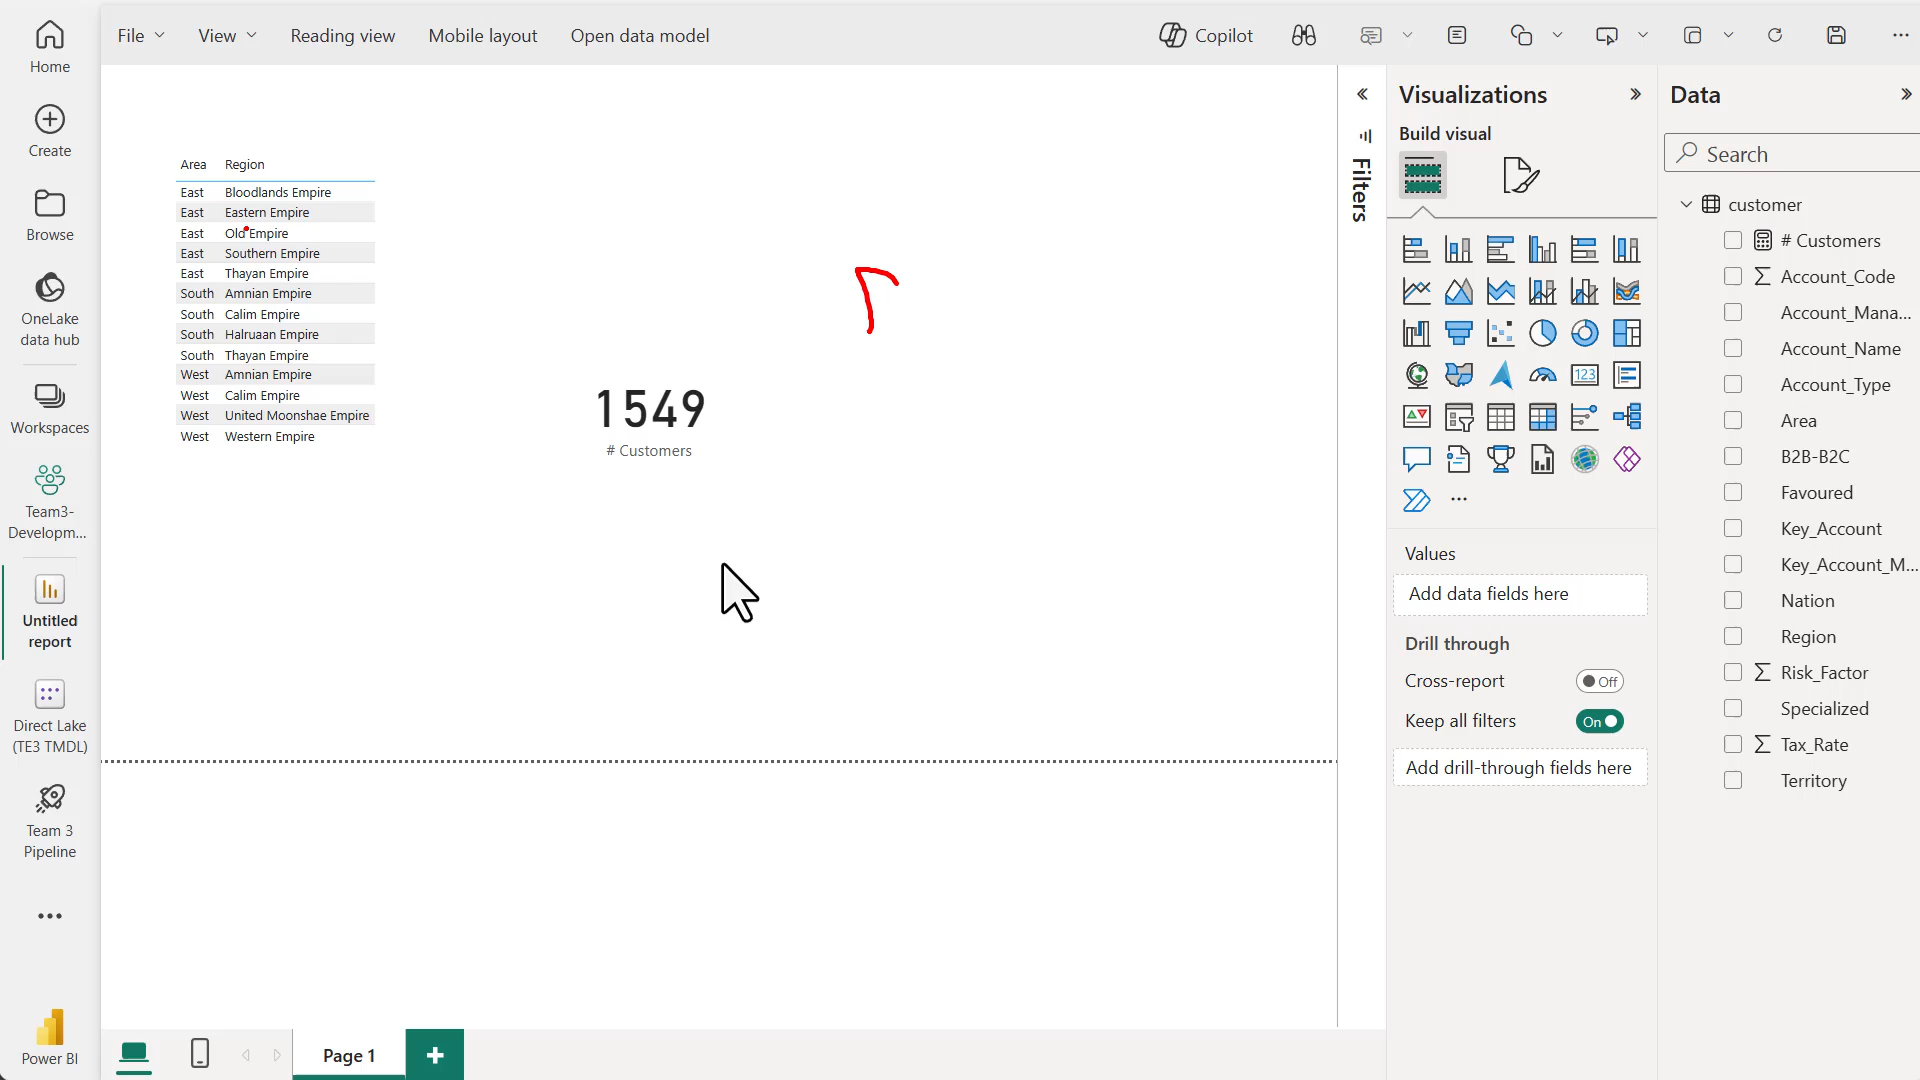 Home
Create
Browse
OneLake
data hub
Workspaces
Team3-
Developm...
Untitled
report
Direct Lake
(TE3 TMDL)
Team 3
Pipeline
Power BI
File View Reading view Mobile layout Open data model Copilot
Area Region
East Bloodlands Empire
East Eastern Empire
East Old Empire
East Southern Empire
East Thayan Empire
South Amnian Empire
South Calim Empire
South Halruaan Empire
South Thayan Empire
West Amnian Empire
West Calim Empire
West United Moonshae Empire
West Western Empire
1549
# Customers
Page 1
Filters
Visualizations
Build visual
123
Values
Add data fields here
Drill through
Cross-report Off
Keep all filters On
Add drill-through fields here
Data
Search
customer
# Customers
Account_Code
Account_Mana...
Account_Name
Account_Type
Area
B2B-B2C
Favoured
Key_Account
Key_Account_M...
Nation
Region
Risk_Factor
Specialized
Tax_Rate
Territory